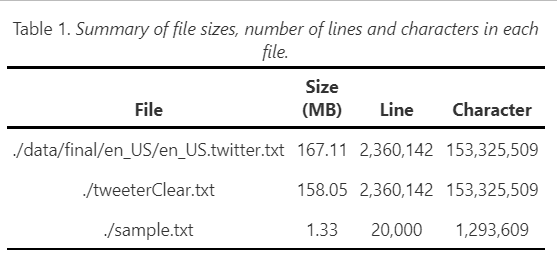 Table 1. Summary of file sizes, number of lines and characters in each
file.
Size
File (MB) Line Character
./data/final/en_US/en_US.twitter.txt 167.11 2,360,142 153,325,509
./tweeterClear.txt 158.05 2,360,142 153,325,509
./sample.txt 1.33 20,000 1,293,609